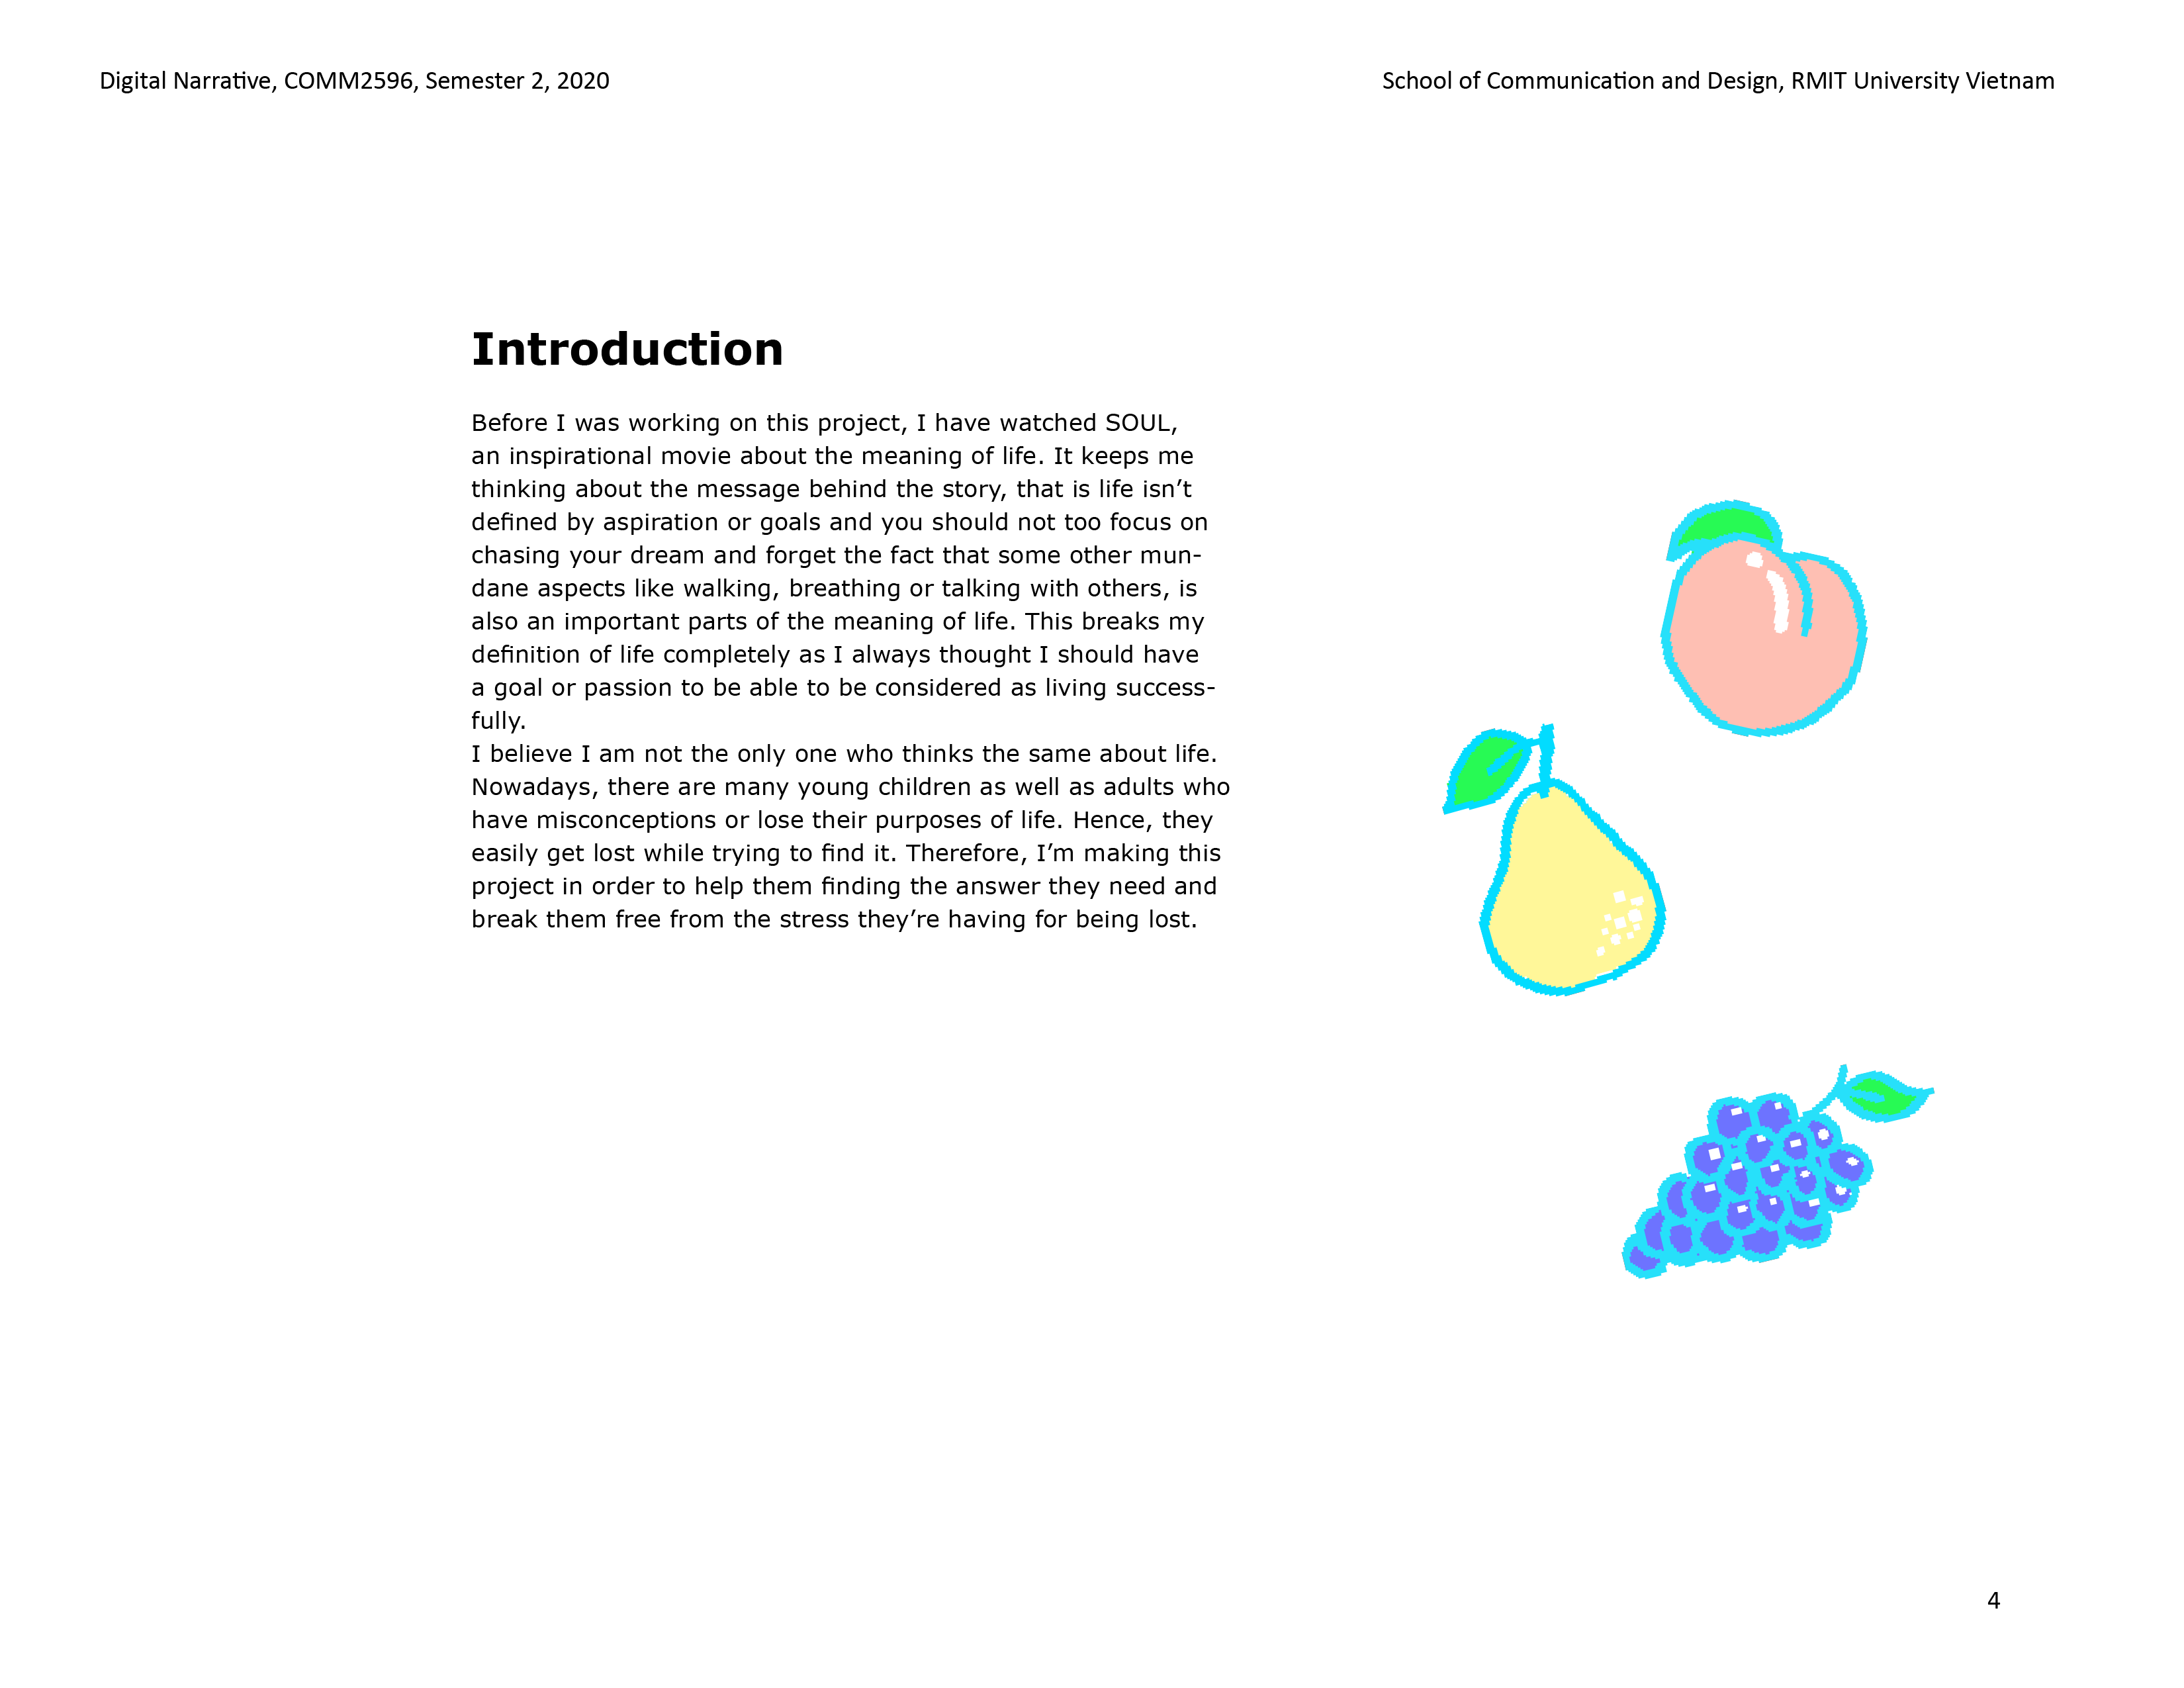 Digital Narrative, COMM2596, Semester 2, 2020
School of Communication and Design, RMIT University Vietnam
Introduction
Before I was working on this project, I have watched SOUL,
an inspirational movie about the meaning of life. It keeps me
thinking about the message behind the story, that is life isn’t
defined by aspiration or goals and you should not too focus on
chasing your dream and forget the fact that some other mun-
dane aspects like walking, breathing or talking with others, is
also an important parts of the meaning of life. This breaks my
definition of life completely as I always thought I should have
a goal or passion to be able to be considered as living success-
fully.
I believe I am not the only one who thinks the same about life.
Nowadays, there are many young children as well as adults who
have misconceptions or lose their purposes of life. Hence, they
easily get lost while trying to find it. Therefore, I’m making this
project in order to help them finding the answer they need and
break them free from the stress they’re having for being lost.
4